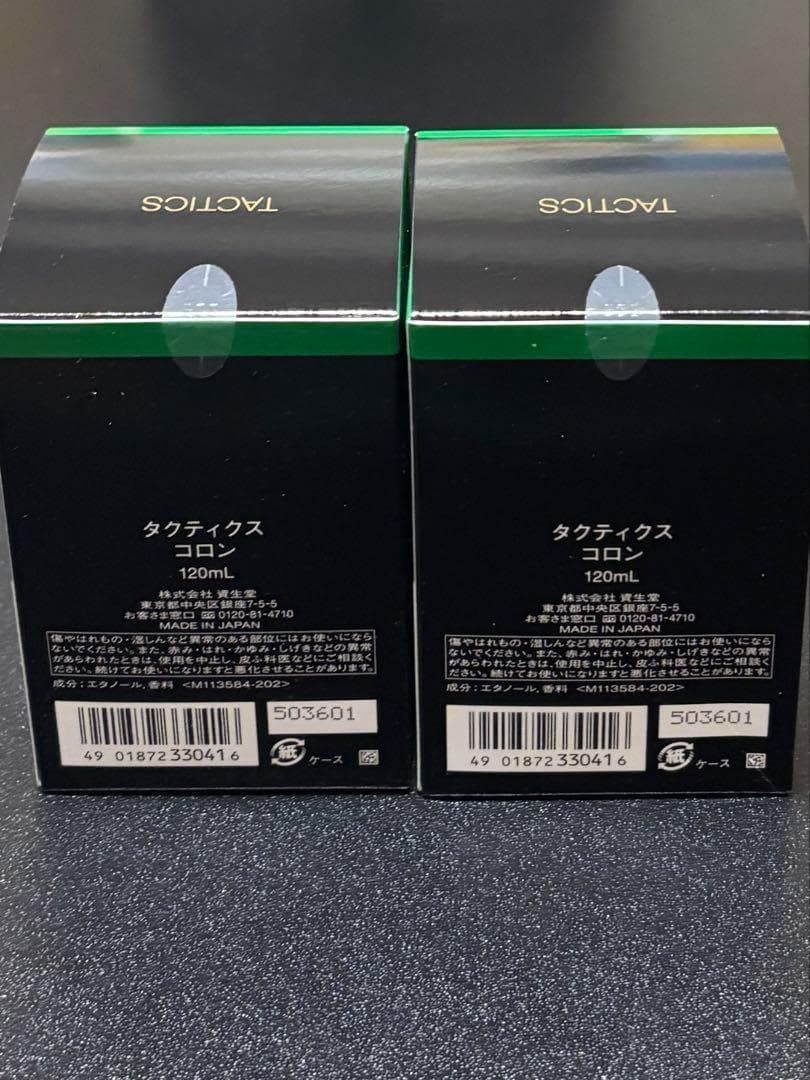 TACTICS
タクティクス
コロン
120mL
株式会社 資生堂
東京都中央区銀座7-5-5
お客さま窓口 0120-81-4710
MADE IN JAPAN
傷やはれもの・湿しんなど異常のある部位にはお使いになら
ないでください。また、赤み・はれ・かゆみ・しげきなどの異常
があらわれたときは、使用を中止し、皮ふ科医などにご相談く
ださい。続けてお使いになりますと悪化させることがあります。
成分:エタノール、香料 <M113584-202>
503601
4901872330416
紙
ケース
TACTICS
タクティクス
コロン
120mL
株式会社 資生堂
東京都中央区銀座7-5-5
お客さま窓口 0120-81-4710
MADE IN JAPAN
傷やはれもの・湿しんなど異常のある部位にはお使いになら
ないでください。また、赤み・はれ・かゆみ・しげきなどの異常
があらわれたときは、使用を中止し、皮ふ科医などにご相談く
ださい。続けてお使いになりますと悪化させることがあります。
成分:エタノール、香料 <M113584-202>
503601
4901872330416
紙
ケース